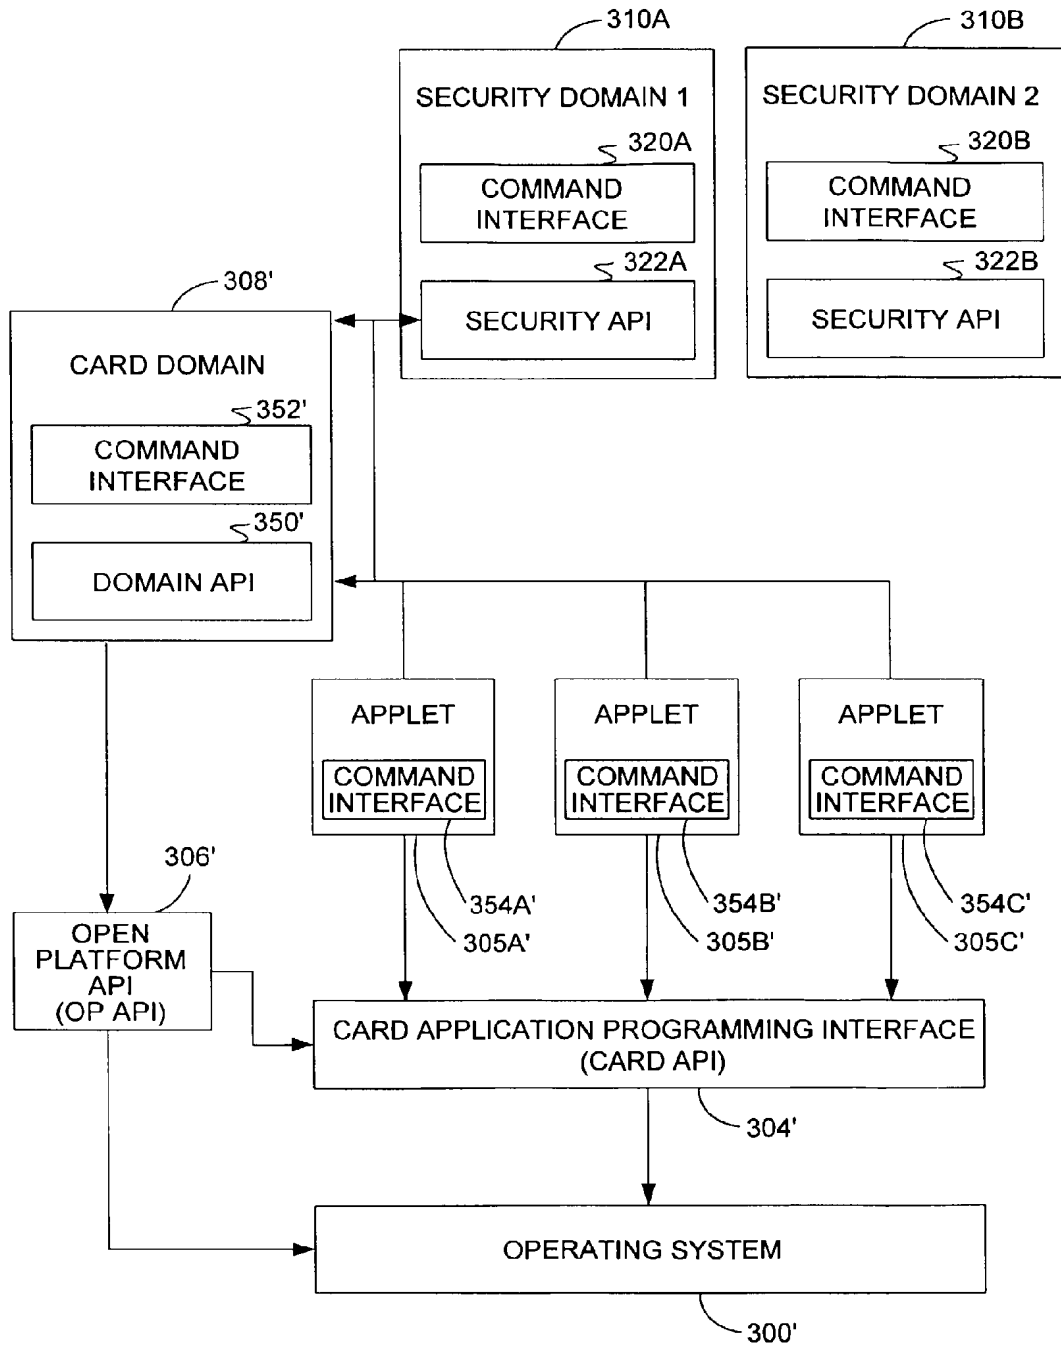 310A
310B
SECURITY DOMAIN 1
SECURITY DOMAIN 2
320A
320B
COMMAND
INTERFACE
COMMAND
INTERFACE
322A
322B
SECURITY API
SECURITY API
308'
CARD DOMAIN
352'
COMMAND
INTERFACE
350'
DOMAIN API
APPLET
APPLET
APPLET
COMMAND
INTERFACE
COMMAND
INTERFACE
COMMAND
INTERFACE
306'
354A'
354B'
354C'
305A'
305B'
305C'
OPEN
PLATFORM
API
(OP API)
CARD APPLICATION PROGRAMMING INTERFACE
(CARD API)
304'
OPERATING SYSTEM
300'